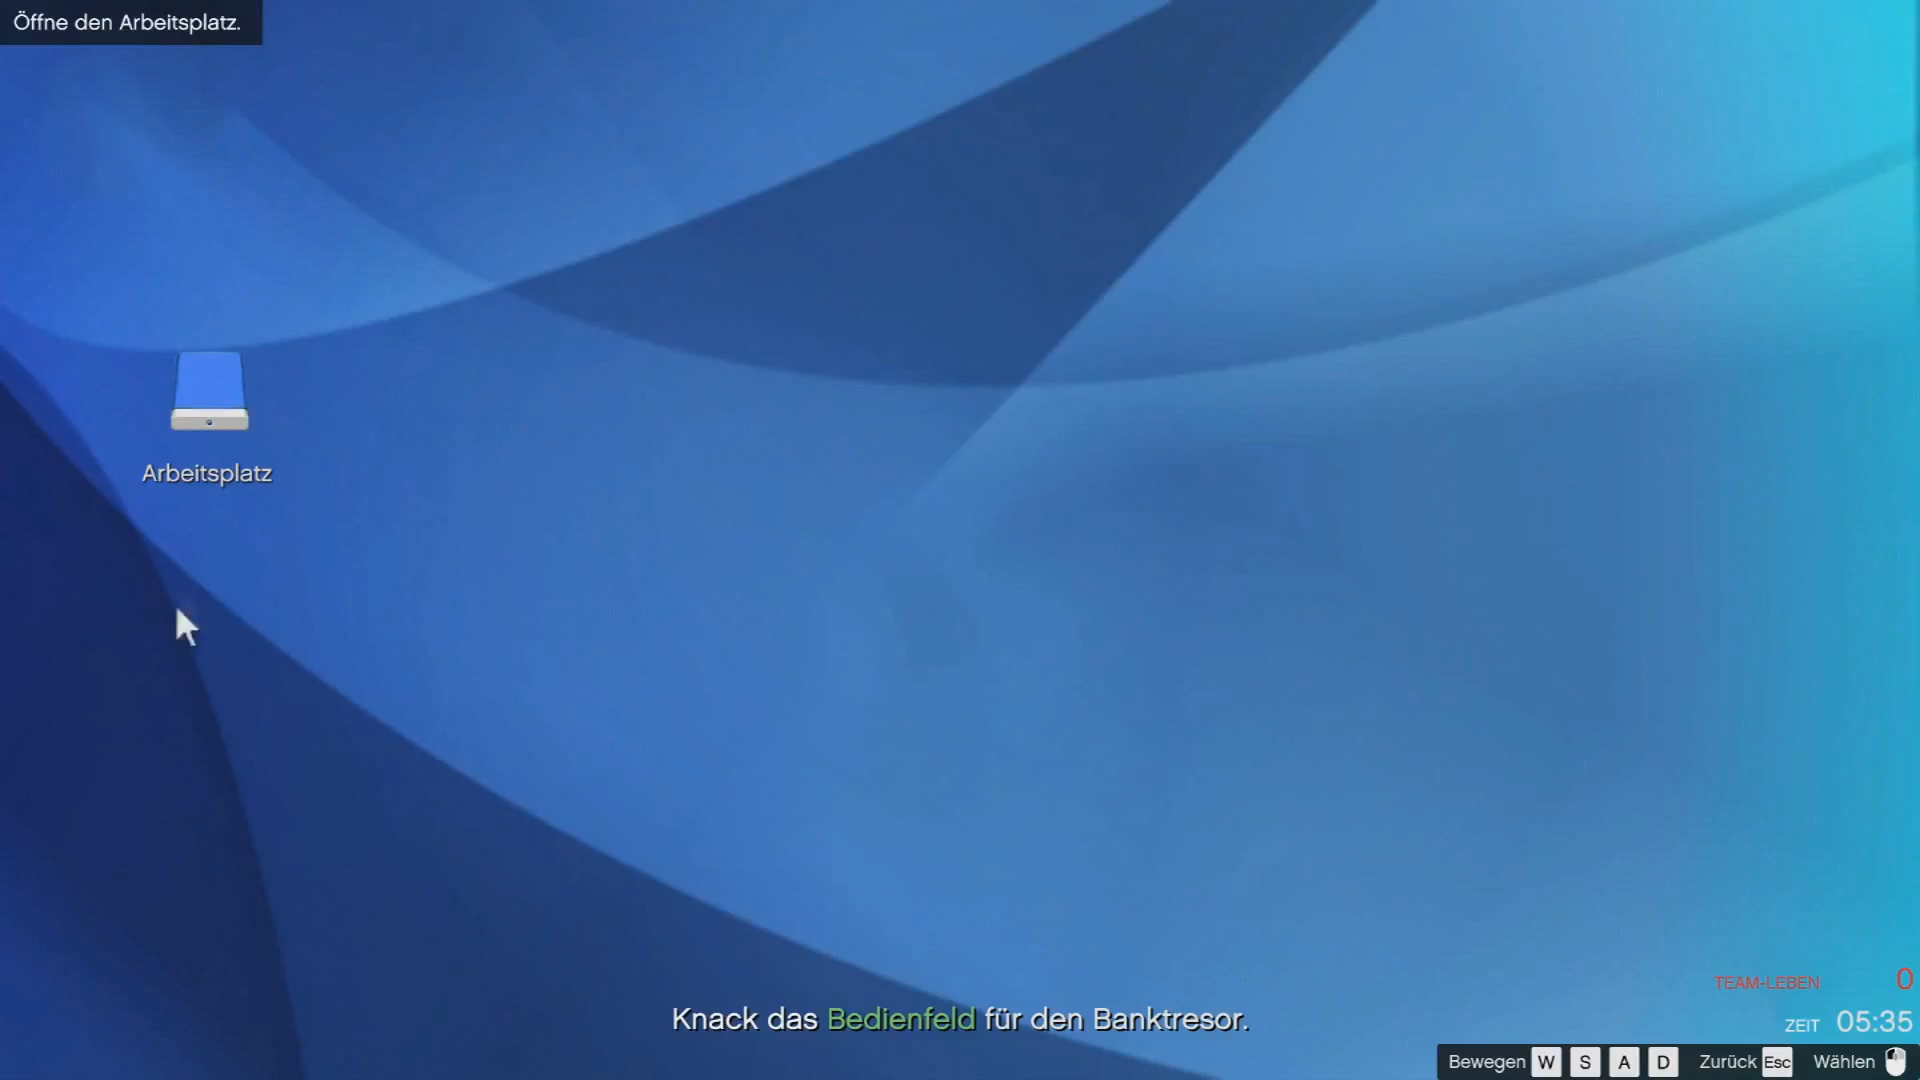 Öffne den Arbeitsplatz.
Arbeitsplatz
Knack das Bedienfeld für den Banktresor.
TEAM-LEBEN 0
ZEIT 05:35
Bewegen W S A D Zurück Esc Wählen